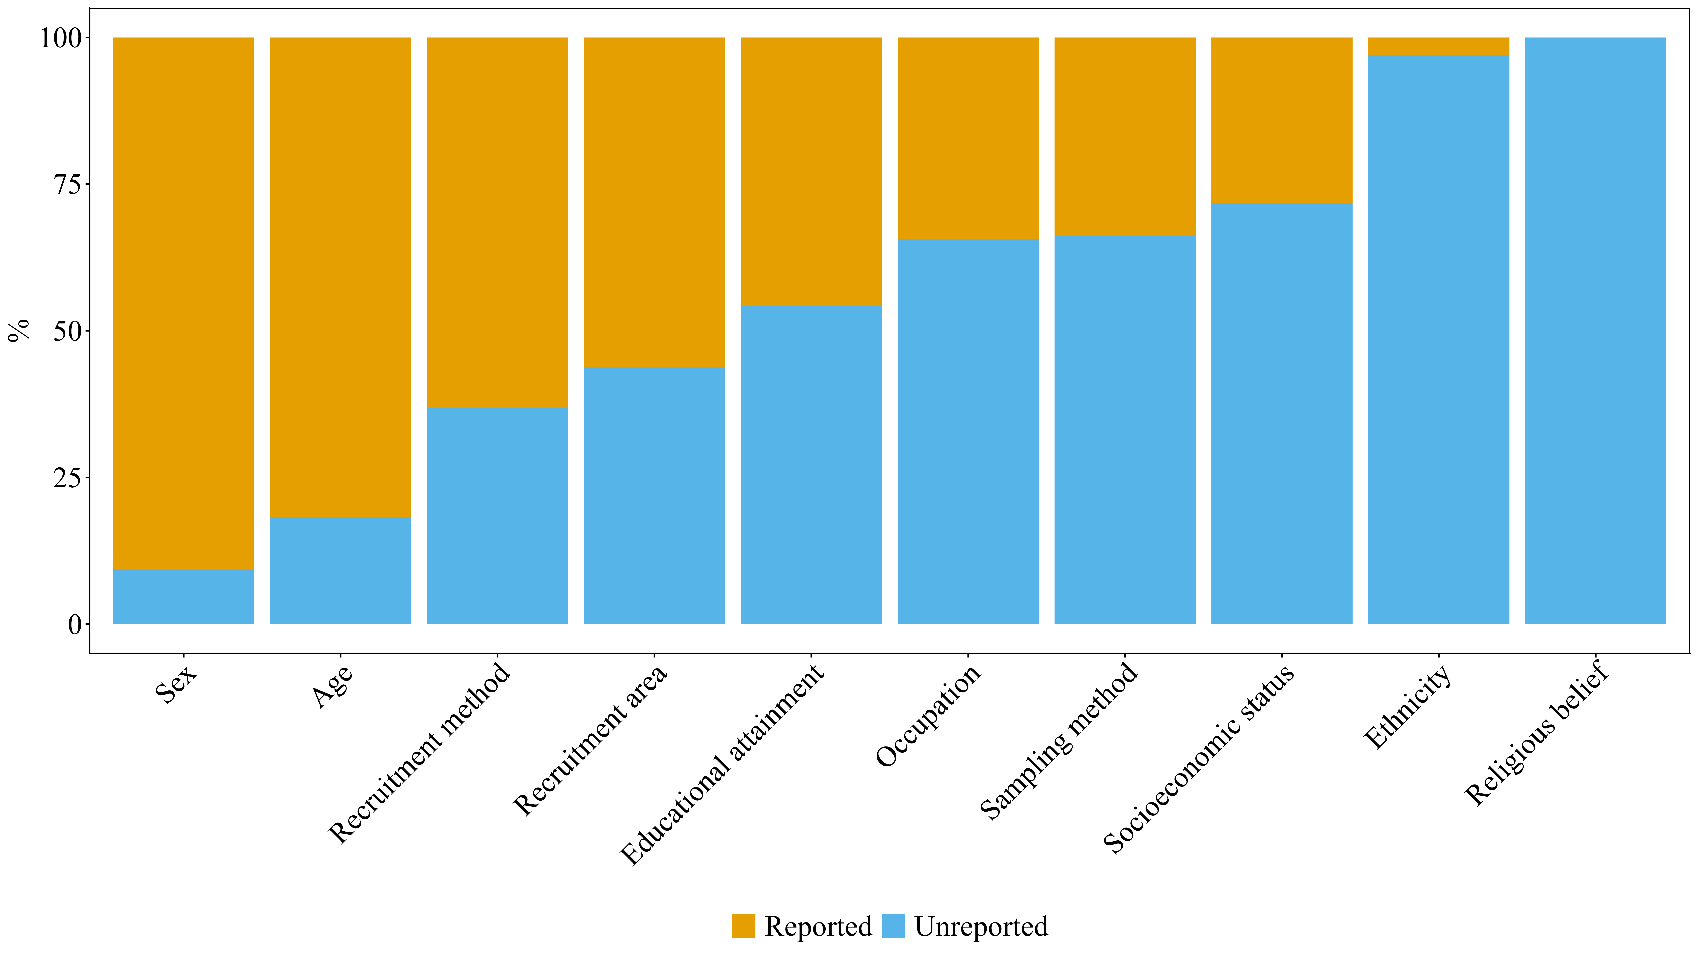 100
75
50
25
0
%
Sex
Age
Recruitment method
Recruitment area
Educational attainment
Occupation
Sampling method
Socioeconomic status
Ethnicity
Religious belief
Reported Unreported